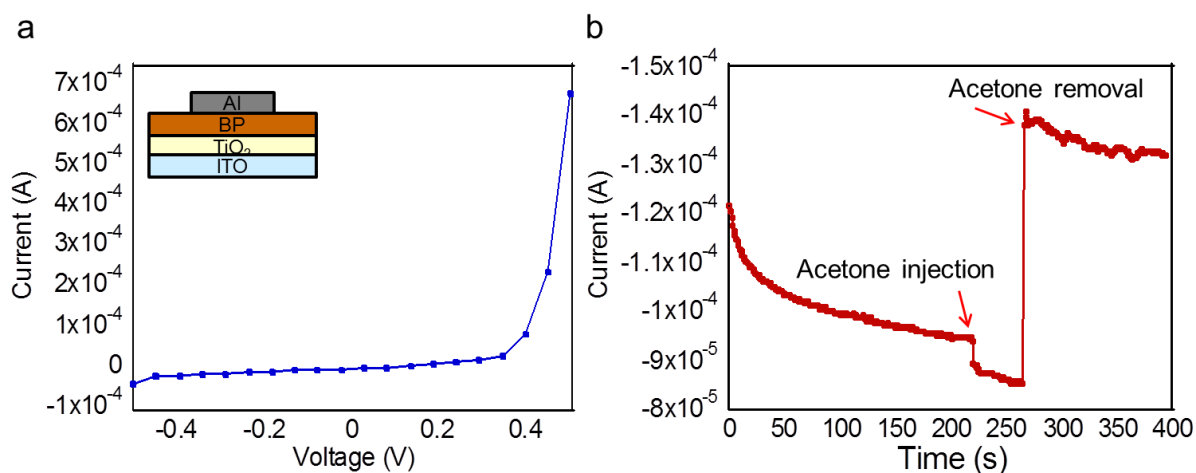 a
7x10⁻⁴
6x10⁻⁴
5x10⁻⁴
4x10⁻⁴
3x10⁻⁴
2x10⁻⁴
1x10⁻⁴
0
-1x10⁻⁴
Current (A)
Al
BP
TiO₂
ITO
-0.4 -0.2 0 0.2 0.4
Voltage (V)
b
-1.5x10⁻⁴
-1.4x10⁻⁴
-1.3x10⁻⁴
-1.2x10⁻⁴
-1.1x10⁻⁴
-1x10⁻⁴
-9x10⁻⁵
-8x10⁻⁵
Current (A)
Acetone removal
Acetone injection
0 50 100 150 200 250 300 350 400
Time (s)